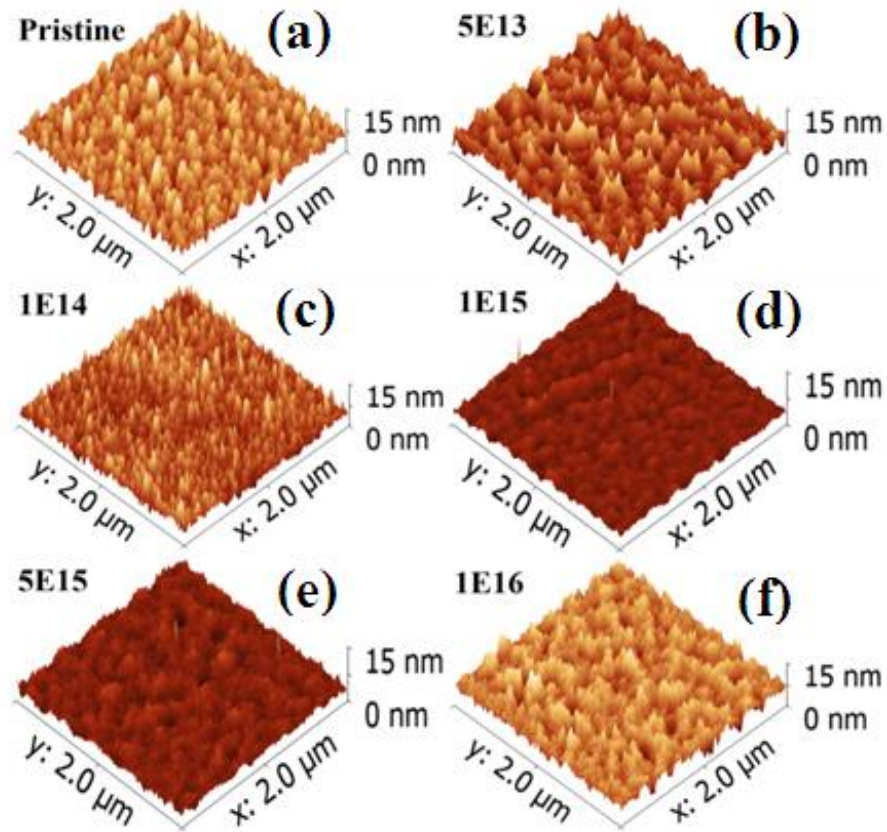 Pristine
(a)
15 nm
0 nm
y: 2.0 µm
x: 2.0 µm
5E13
(b)
15 nm
0 nm
y: 2.0 µm
x: 2.0 µm
1E14
(c)
15 nm
0 nm
y: 2.0 µm
x: 2.0 µm
1E15
(d)
15 nm
0 nm
y: 2.0 µm
x: 2.0 µm
5E15
(e)
15 nm
0 nm
y: 2.0 µm
x: 2.0 µm
1E16
(f)
15 nm
0 nm
y: 2.0 µm
x: 2.0 µm